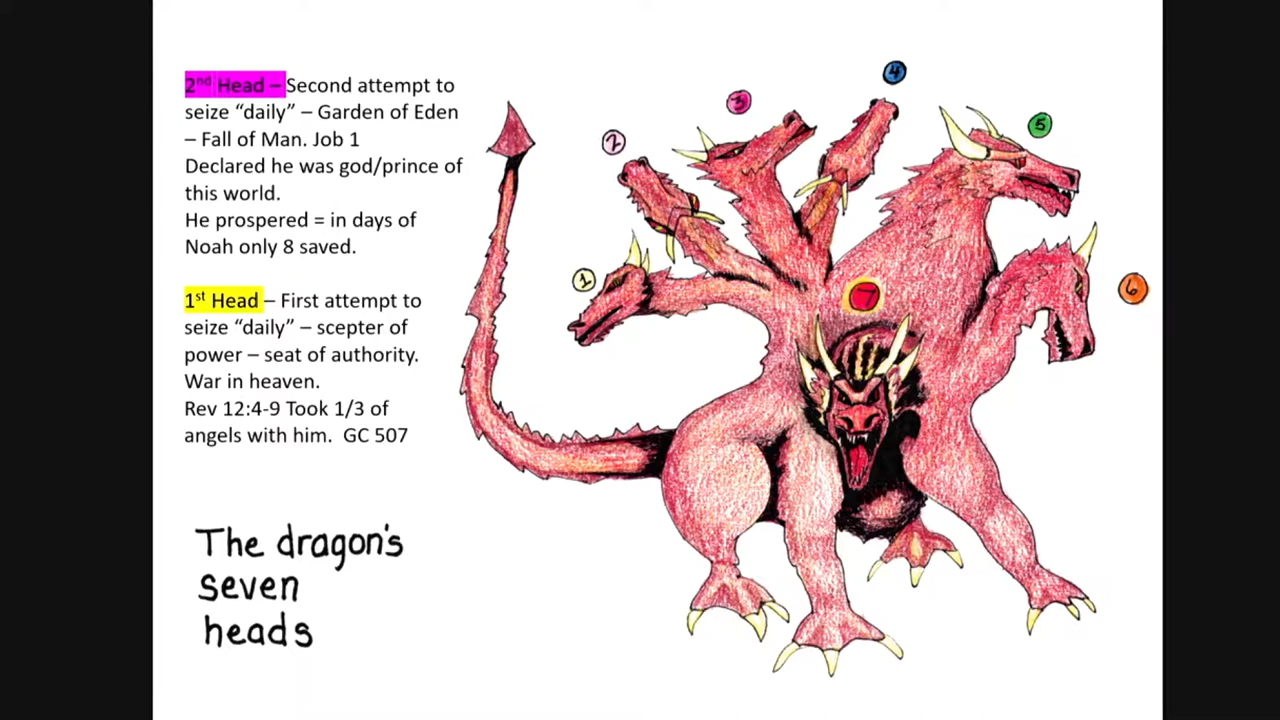 2nd Head – Second attempt to
seize “daily” – Garden of Eden
– Fall of Man. Job 1
Declared he was god/prince of
this world.
He prospered = in days of
Noah only 8 saved.
1st Head – First attempt to
seize “daily” – scepter of
power – seat of authority.
War in heaven.
Rev 12:4-9 Took 1/3 of
angels with him.  GC 507
The dragon's
seven
heads
1
2
3
4
5
6
7